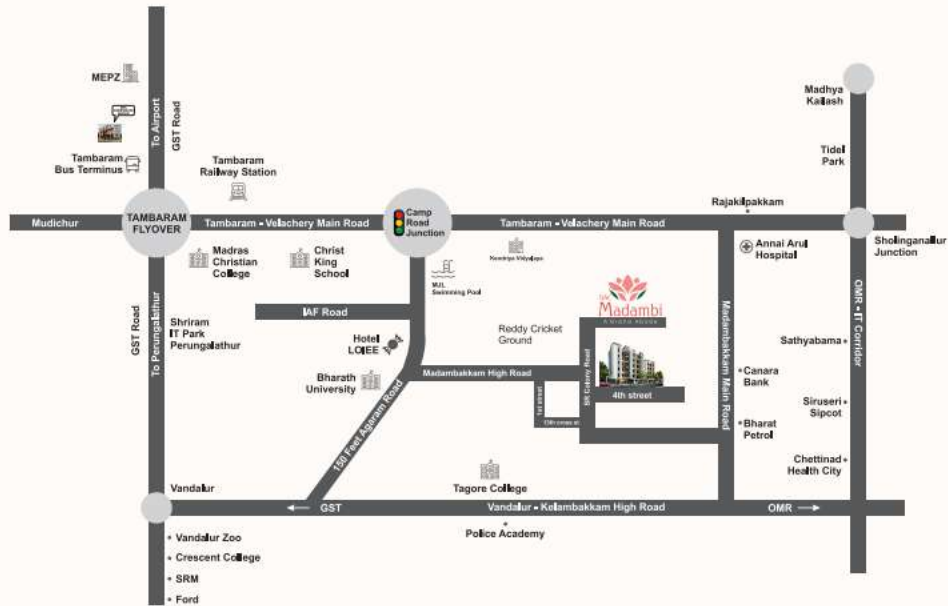 MEPZ
To Airport
GST Road
Tambaram
Bus Terminus
Tambaram
Railway Station
Mudichur
TAMBARAM
FLYOVER
Tambaram - Velachery Main Road
Camp
Road
Junction
Tambaram - Velachery Main Road
Rajakilpakkam
Madhya
Kailash
Tidel
Park
Sholinganallur
Junction
Madras
Christian
College
Christ
King
School
MJL
Swimming Pool
Kendriya Vidyalaya
Annai Arul
Hospital
GST Road
To Perungalathur
Shriram
IT Park
Perungalathur
IAF Road
Hotel
LOIEE
Bharath
University
150 Feet Agaram Road
Reddy Cricket
Ground
Madambi
Madambakkam High Road
SR Colony Road
4th street
1st street
Madambakkam Main Road
Canara
Bank
Bharat
Petrol
OMR - IT Corridor
Sathyabama
Siruseri
Sipcot
Chettinad
Health City
Tagore College
Vandalur
GST
Vandalur - Kelambakkam High Road
OMR
Police Academy
Vandalur Zoo
Crescent College
SRM
Ford